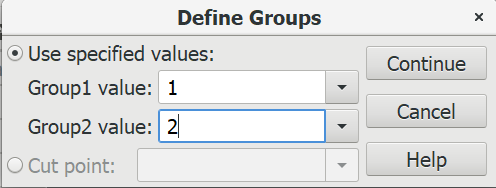 Define Groups
×
Use specified values:
Continue
Group1 value: 1
Group2 value: 2
Cancel
Cut point:
Help